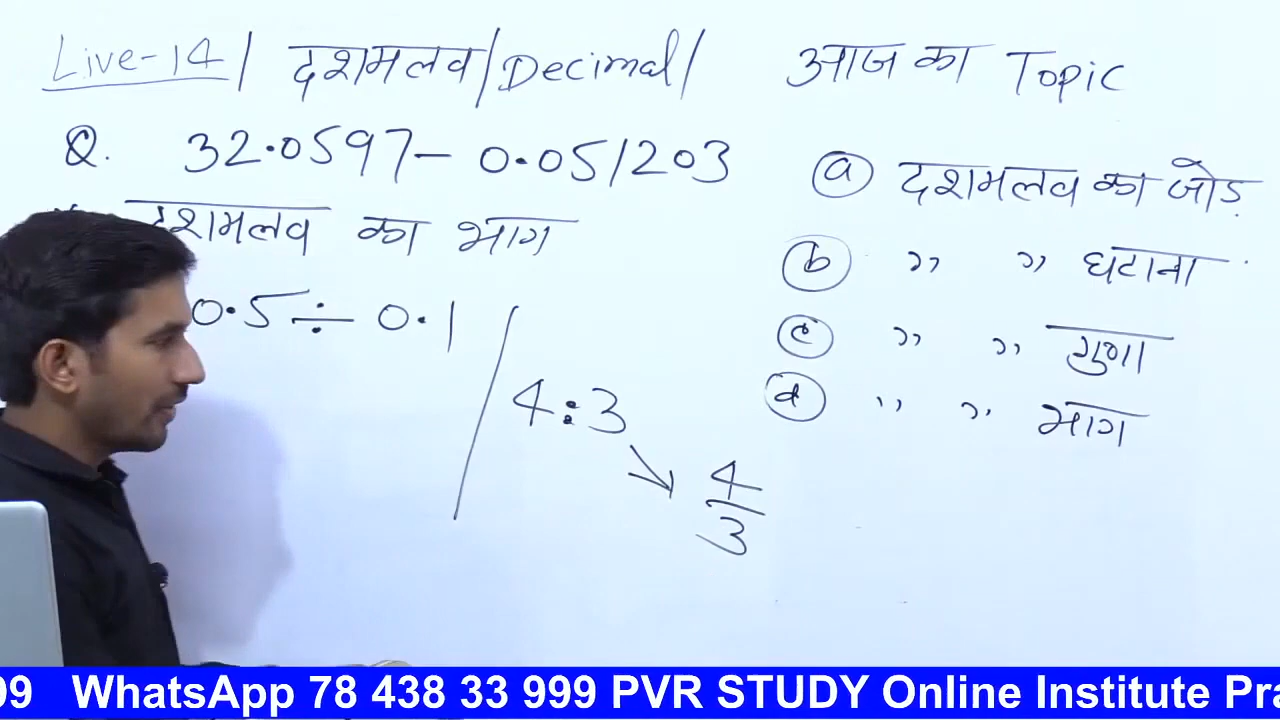 Live-14 / दशमलव / Decimal / आज का Topic
Q. 32.0597 - 0.051203
दशमलव का भाग
0.5 ÷ 0.1
4:3
4
3
a दशमलव का जोड़
b ,, ,, घटाना
c ,, ,, गुणा
d ,, ,, भाग
99 WhatsApp 78 438 33 999 PVR STUDY Online Institute Pra